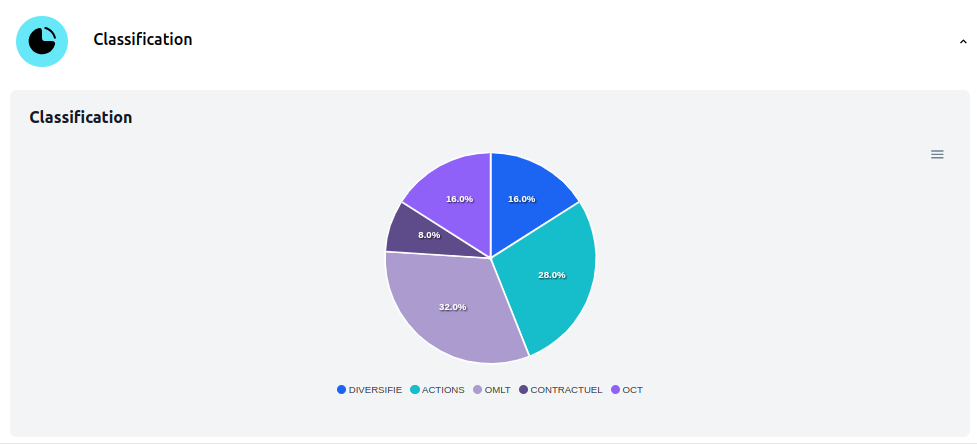 Classification
Classification
16.0% 16.0%
8.0%
28.0%
32.0%
DIVERSIFIE ACTIONS OMLT CONTRACTUEL OCT